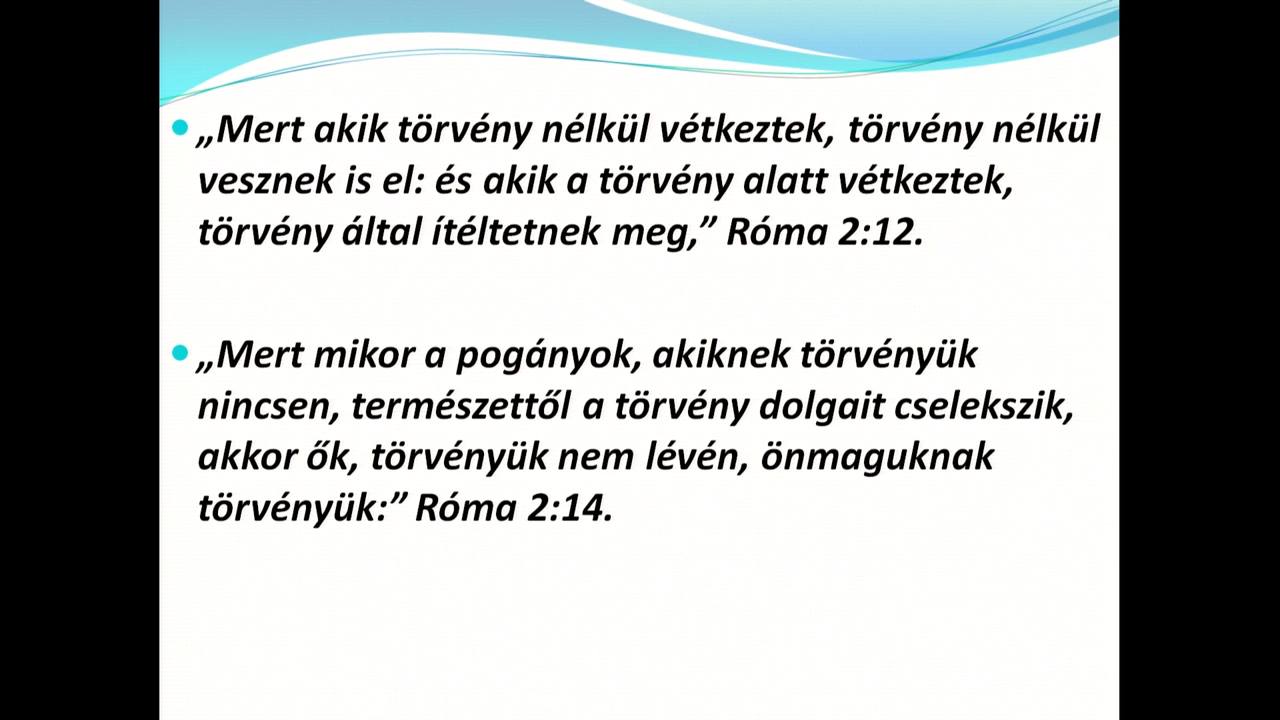 „Mert akik törvény nélkül vétkeztek, törvény nélkül
vesznek is el: és akik a törvény alatt vétkeztek,
törvény által ítéltetnek meg,” Róma 2:12.
„Mert mikor a pogányok, akiknek törvényük
nincsen, természettől a törvény dolgait cselekszik,
akkor ők, törvényük nem lévén, önmaguknak
törvényük:” Róma 2:14.